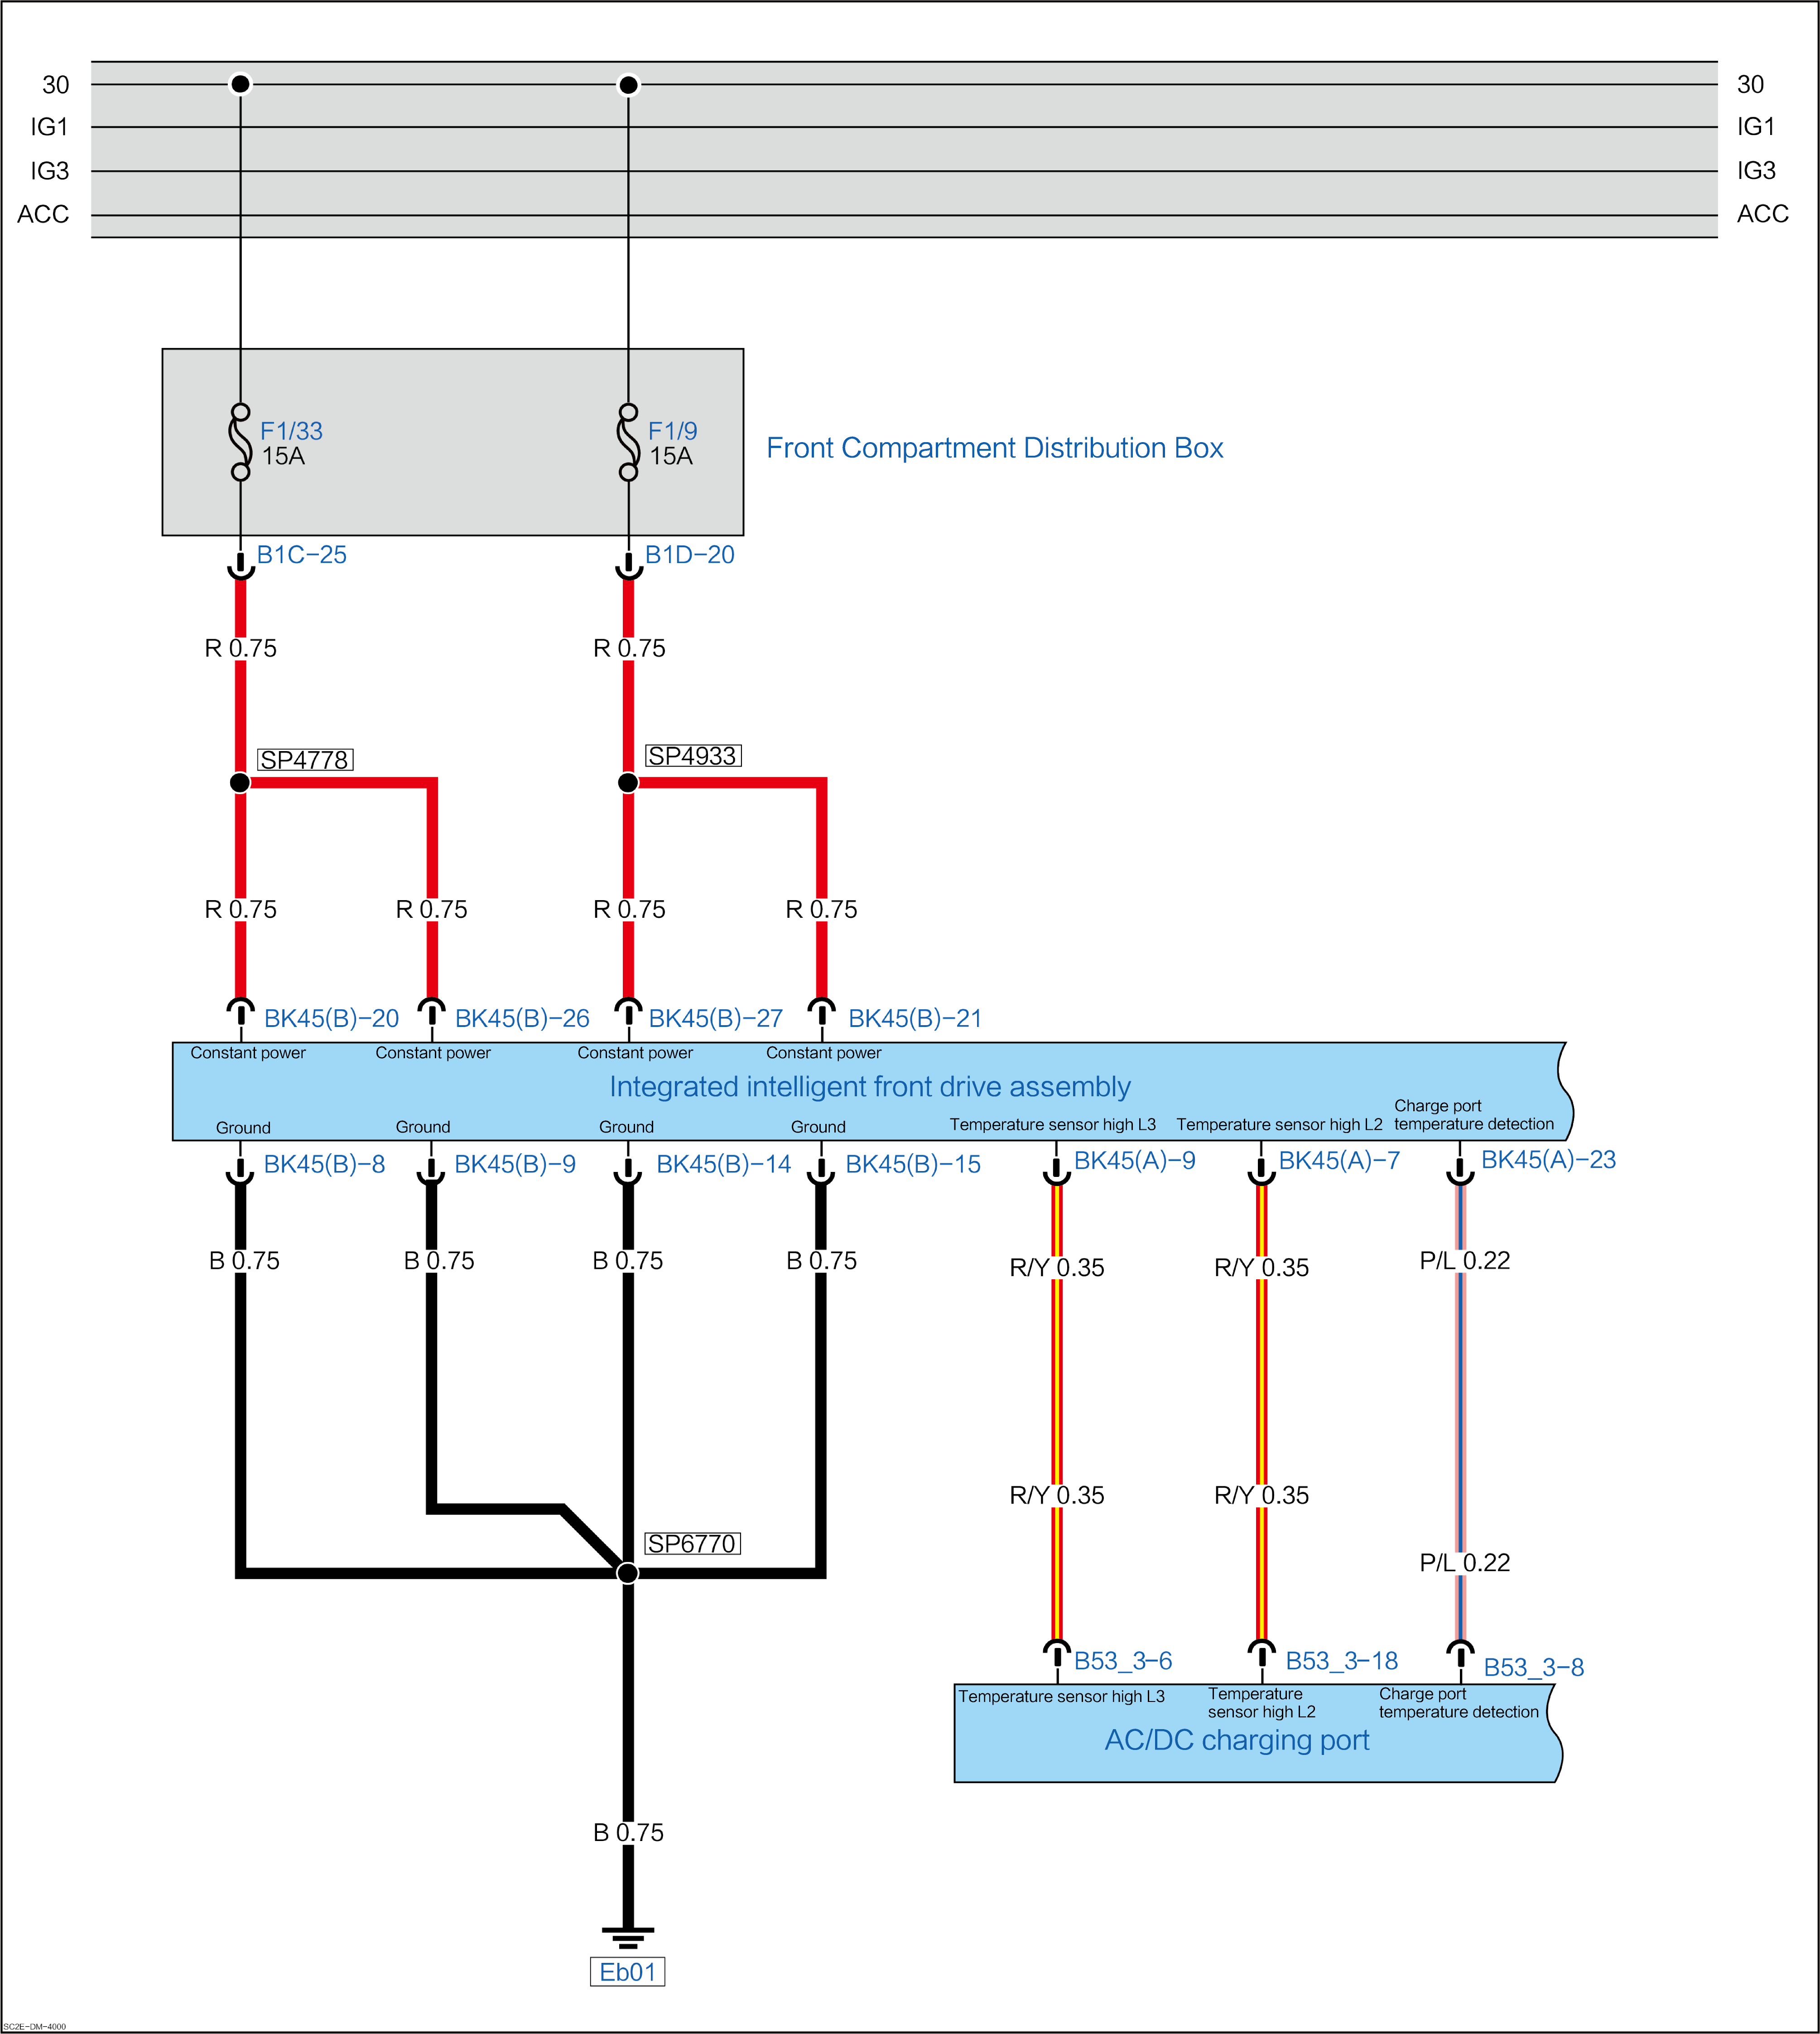 30 30
IG1 IG1
IG3 IG3
ACC ACC
F1/33 F1/9
15A 15A
Front Compartment Distribution Box
B1C−25 B1D−20
R 0.75 R 0.75
SP4778 SP4933
R 0.75 R 0.75 R 0.75 R 0.75
BK45(B)−20 BK45(B)−26 BK45(B)−27 BK45(B)−21
Constant power Constant power Constant power Constant power
Integrated intelligent front drive assembly
Ground Ground Ground Ground Temperature sensor high L3 Temperature sensor high L2 Charge port
temperature detection
BK45(B)−8 BK45(B)−9 BK45(B)−14 BK45(B)−15 BK45(A)−9 BK45(A)−7 BK45(A)−23
B 0.75 B 0.75 B 0.75 B 0.75 R/Y 0.35 R/Y 0.35 P/L 0.22
R/Y 0.35 R/Y 0.35
SP6770
P/L 0.22
B53_3−6 B53_3−18 B53_3−8
Temperature sensor high L3 Temperature Charge port
sensor high L2 temperature detection
AC/DC charging port
B 0.75
Eb01
SC2E−DM−4000